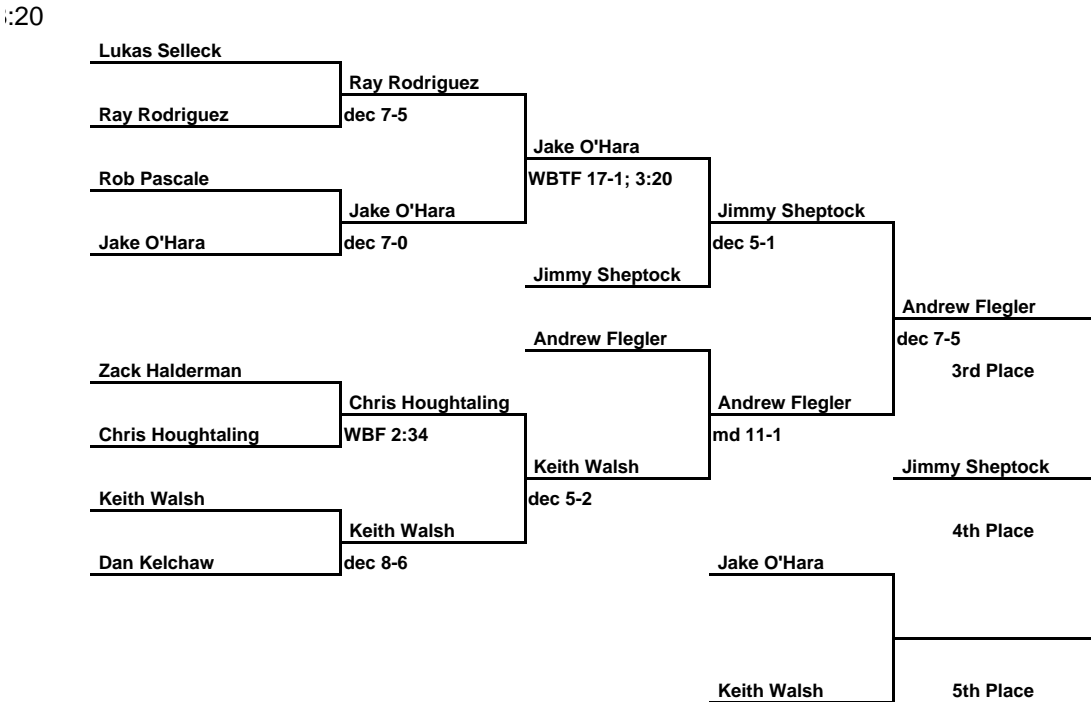 :20
Lukas Selleck
Ray Rodriguez
Ray Rodriguez
dec 7-5
Jake O'Hara
Rob Pascale
WBTF 17-1; 3:20
Jake O'Hara
Jimmy Sheptock
Jake O'Hara
dec 7-0
dec 5-1
Jimmy Sheptock
Andrew Flegler
Andrew Flegler
dec 7-5
Zack Halderman
3rd Place
Chris Houghtaling
Andrew Flegler
Chris Houghtaling
WBF 2:34
md 11-1
Keith Walsh
Jimmy Sheptock
Keith Walsh
dec 5-2
Keith Walsh
4th Place
Dan Kelchaw
dec 8-6
Jake O'Hara
Keith Walsh
5th Place